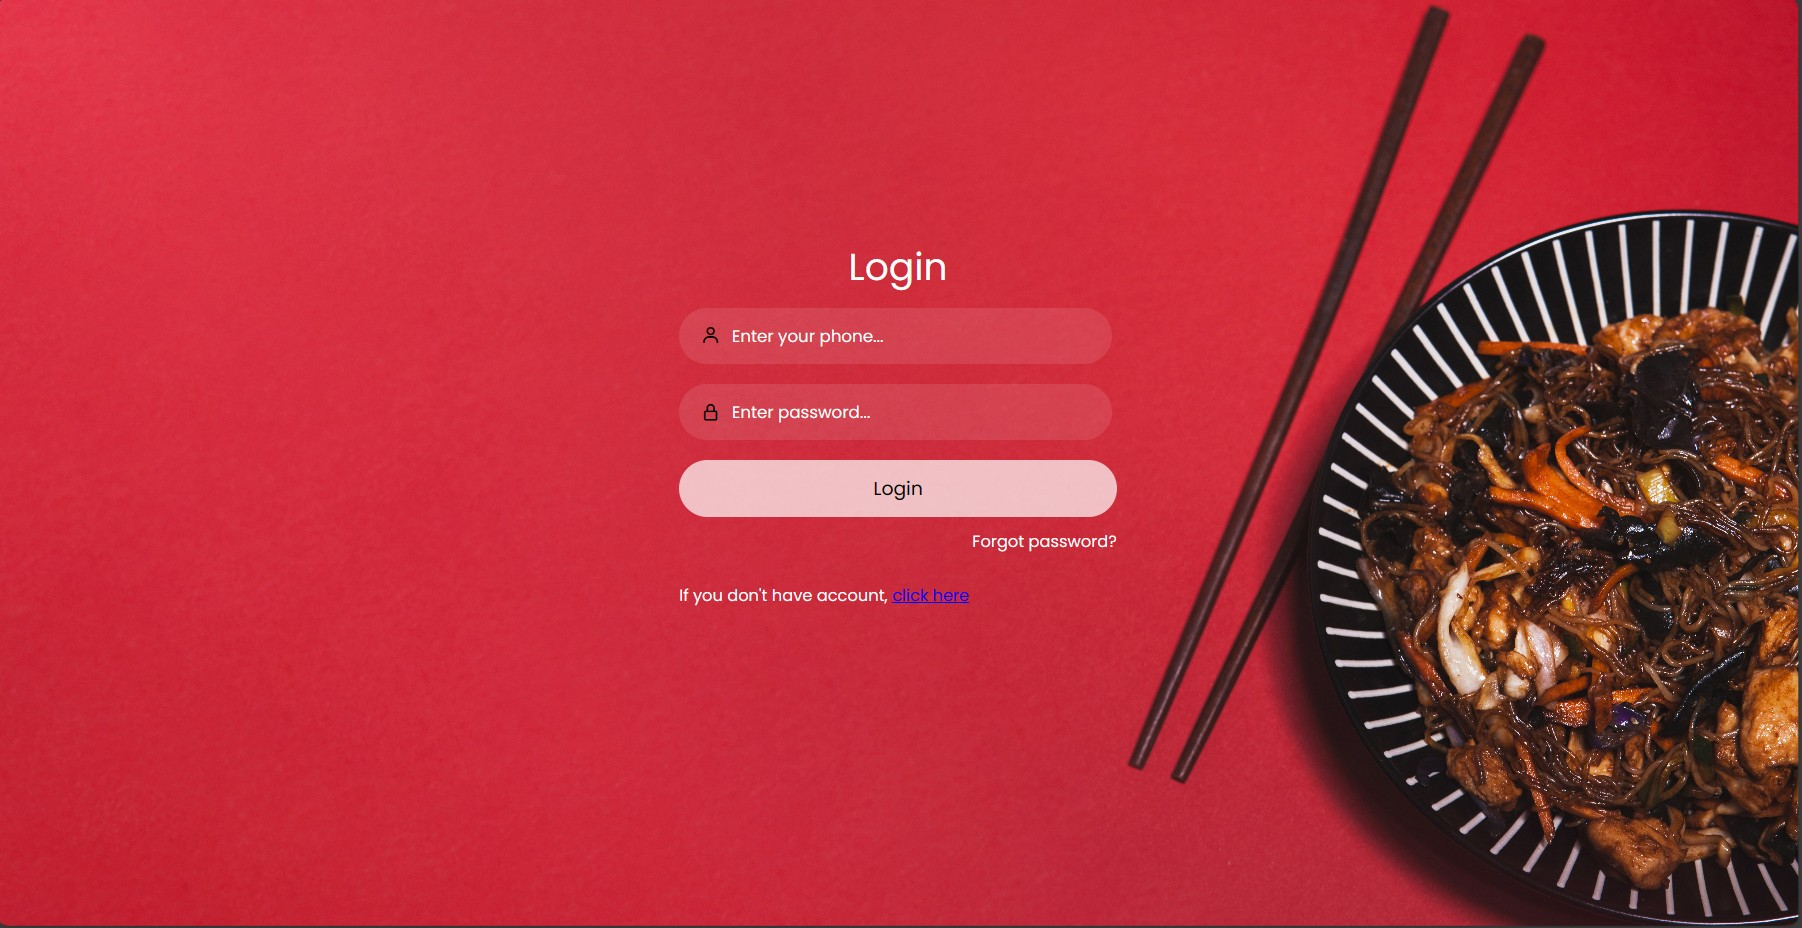 Login
Enter your phone...
Enter password...
Login
Forgot password?
If you don't have account, click here